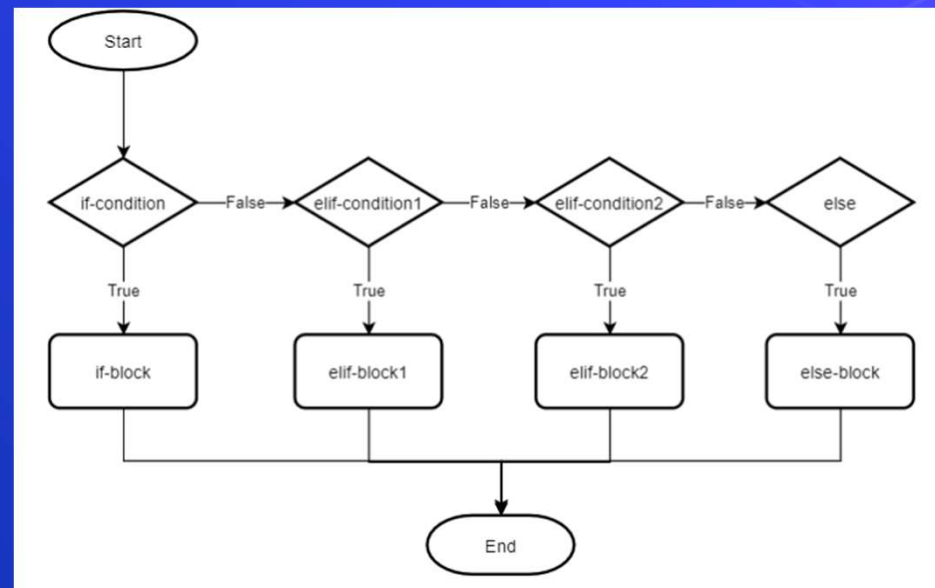 Start
if-condition
False
elif-condition1
False
elif-condition2
False
else
True
True
True
True
if-block
elif-block1
elif-block2
else-block
End